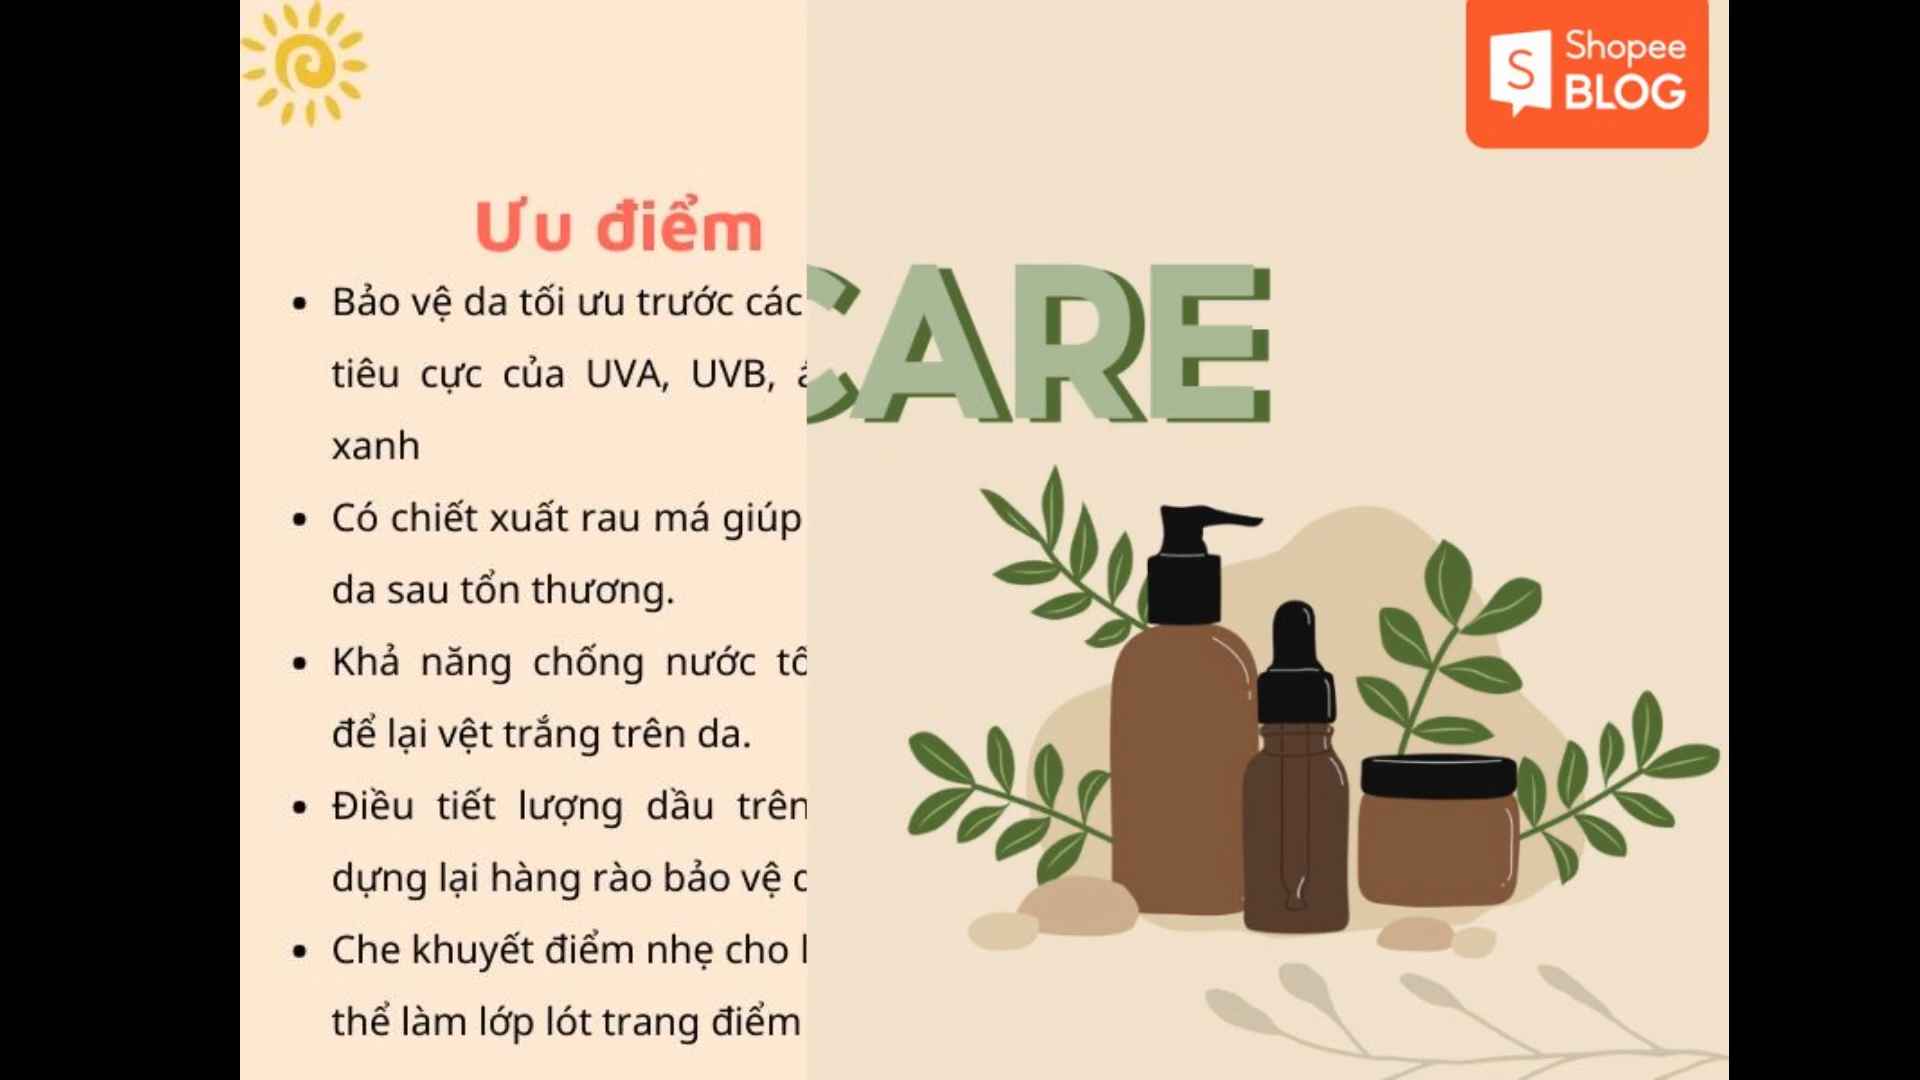 Shopee
BLOG
Ưu điểm
CARE
• Bảo vệ da tối ưu trước các
tiêu cực của UVA, UVB,
xanh
• Có chiết xuất rau má giúp
da sau tổn thương.
• Khả năng chống nước
để lại vệt trắng trên da.
• Điều tiết lượng dầu trên
dựng lại hàng rào bảo vệ
• Che khuyết điểm nhẹ cho
thể làm lớp lót trang điểm